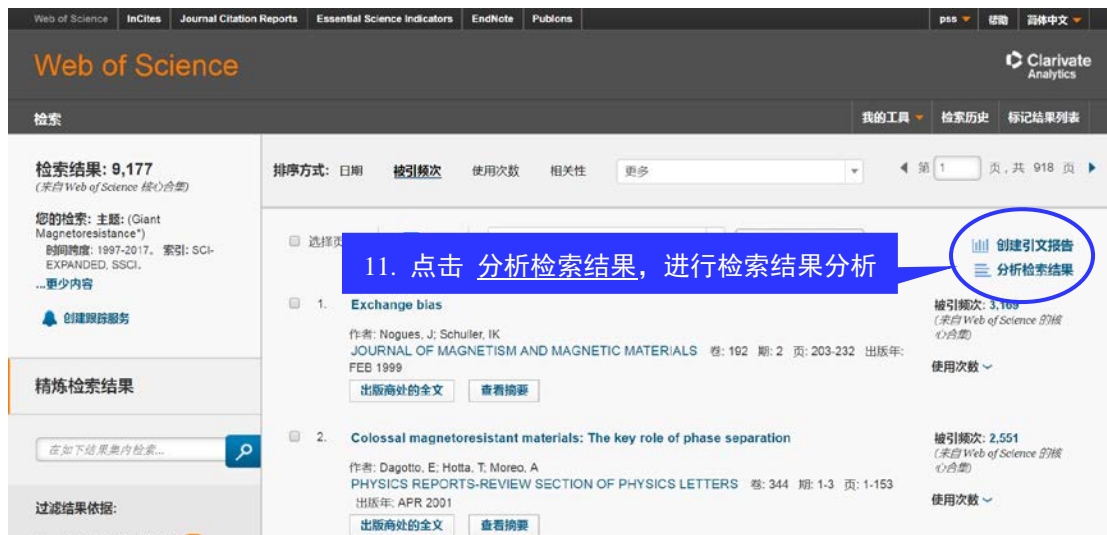 Web of Science InCites Journal Citation Reports Essential Science Indicators EndNote Publons pss 帮助 简体中文
Web of Science
Clarivate
Analytics
检索 我的工具 检索历史 标记结果列表
检索结果: 9,177
(来自 Web of Science 核心合集)
您的检索: 主题: (Giant
Magnetoresistance*)
时间跨度: 1997-2017。 索引: SCI-
EXPANDED, SSCI。
...更少内容
创建跟踪服务
精炼检索结果
在如下结果集内检索...
过滤结果依据:
排序方式: 日期 被引频次 使用次数 相关性 更多
第 1 页,共 918 页
选择页
11. 点击 分析检索结果，进行检索结果分析
创建引文报告
分析检索结果
1. Exchange bias
作者: Nogues, J; Schuller, IK
JOURNAL OF MAGNETISM AND MAGNETIC MATERIALS 卷: 192 期: 2 页: 203-232 出版年:
FEB 1999
出版商处的全文 查看摘要
被引频次: 3,169
(来自 Web of Science 的核
心合集)
使用次数
2. Colossal magnetoresistant materials: The key role of phase separation
作者: Dagotto, E; Hotta, T; Moreo, A
PHYSICS REPORTS-REVIEW SECTION OF PHYSICS LETTERS 卷: 344 期: 1-3 页: 1-153
出版年: APR 2001
出版商处的全文 查看摘要
被引频次: 2,551
(来自 Web of Science 的核
心合集)
使用次数